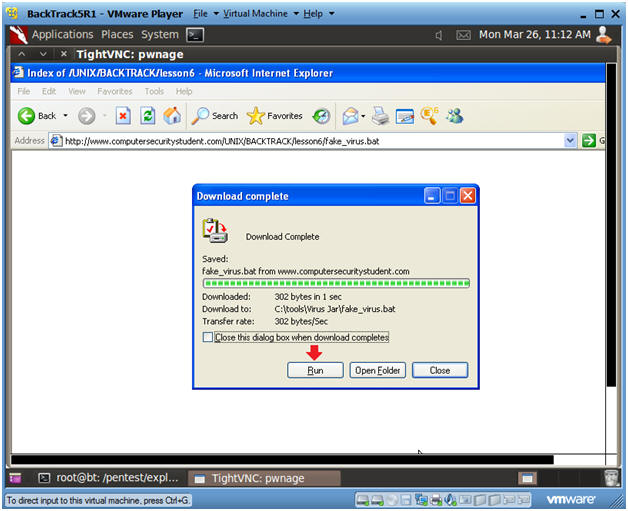 BackTrack5R1 - VMware Player File Virtual Machine Help
Applications Places System Mon Mar 26, 11:12 AM
TightVNC: pwnage
Index of /UNIX/BACKTRACK/lesson6 - Microsoft Internet Explorer
File Edit View Favorites Tools Help
Back Search Favorites
Address http://www.computersecuritystudent.com/UNIX/BACKTRACK/lesson6/fake_virus.bat G
Download complete
Download Complete
Saved:
fake_virus.bat from www.computersecuritystudent.com
Downloaded: 302 bytes in 1 sec
Download to: C:\tools\Virus Jar\fake_virus.bat
Transfer rate: 302 bytes/Sec
Close this dialog box when download completes
Run Open Folder Close
root@bt: /pentest/expl... TightVNC: pwnage
To direct input to this virtual machine, press Ctrl+G.
vmware